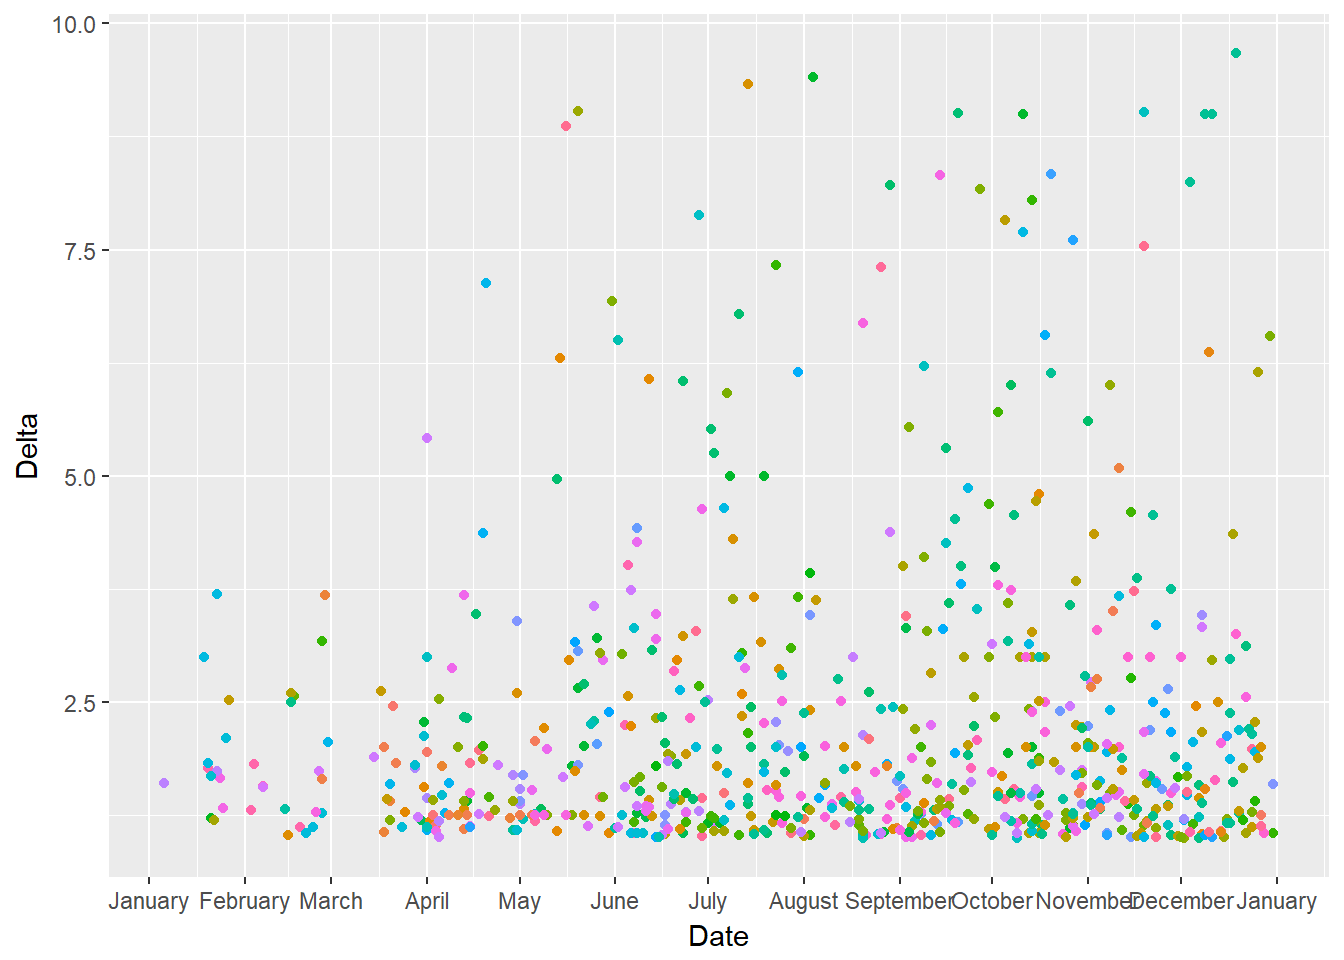 10.0
7.5
5.0
2.5
Delta
January February March April May June July August September October November December January
Date